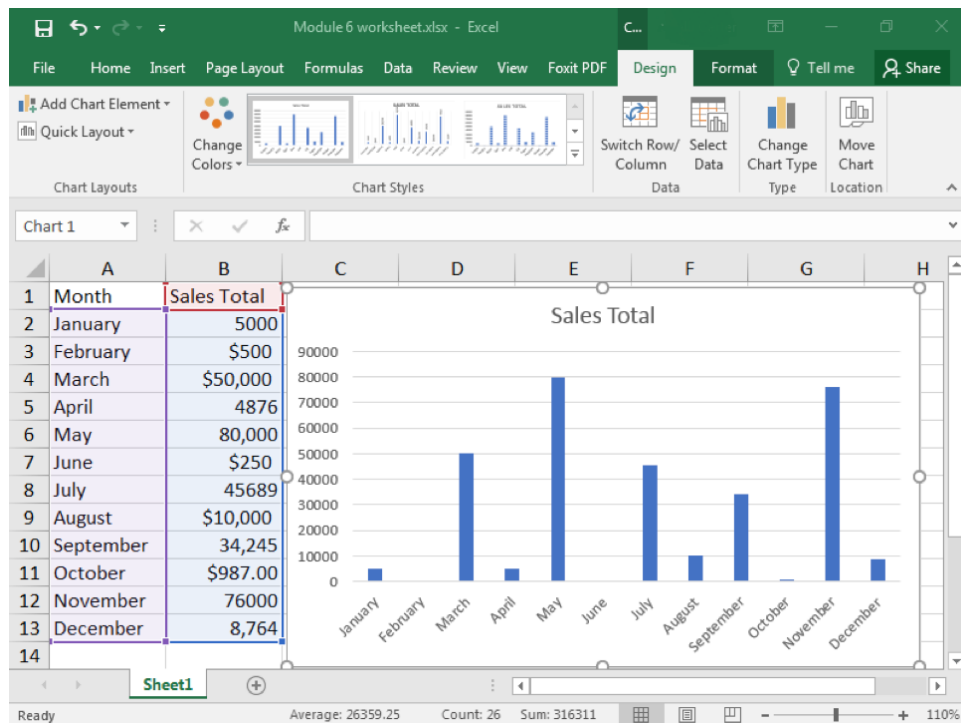 Module 6 worksheet.xlsx - Excel
C...
File Home Insert Page Layout Formulas Data Review View Foxit PDF Design Format Tell me Share
Add Chart Element
Quick Layout
Change Colors
Switch Row/ Column
Select Data
Change Chart Type
Move Chart
Chart Layouts Chart Styles Data Type Location
Chart 1 fx
A B C D E F G H
1 Month Sales Total
2 January 5000
3 February $500
4 March $50,000
5 April 4876
6 May 80,000
7 June $250
8 July 45689
9 August $10,000
10 September 34,245
11 October $987.00
12 November 76000
13 December 8,764
14
Sales Total
90000
80000
70000
60000
50000
40000
30000
20000
10000
0
January February March April May June July August September October November December
Sheet1
Ready Average: 26359.25 Count: 26 Sum: 316311 110%